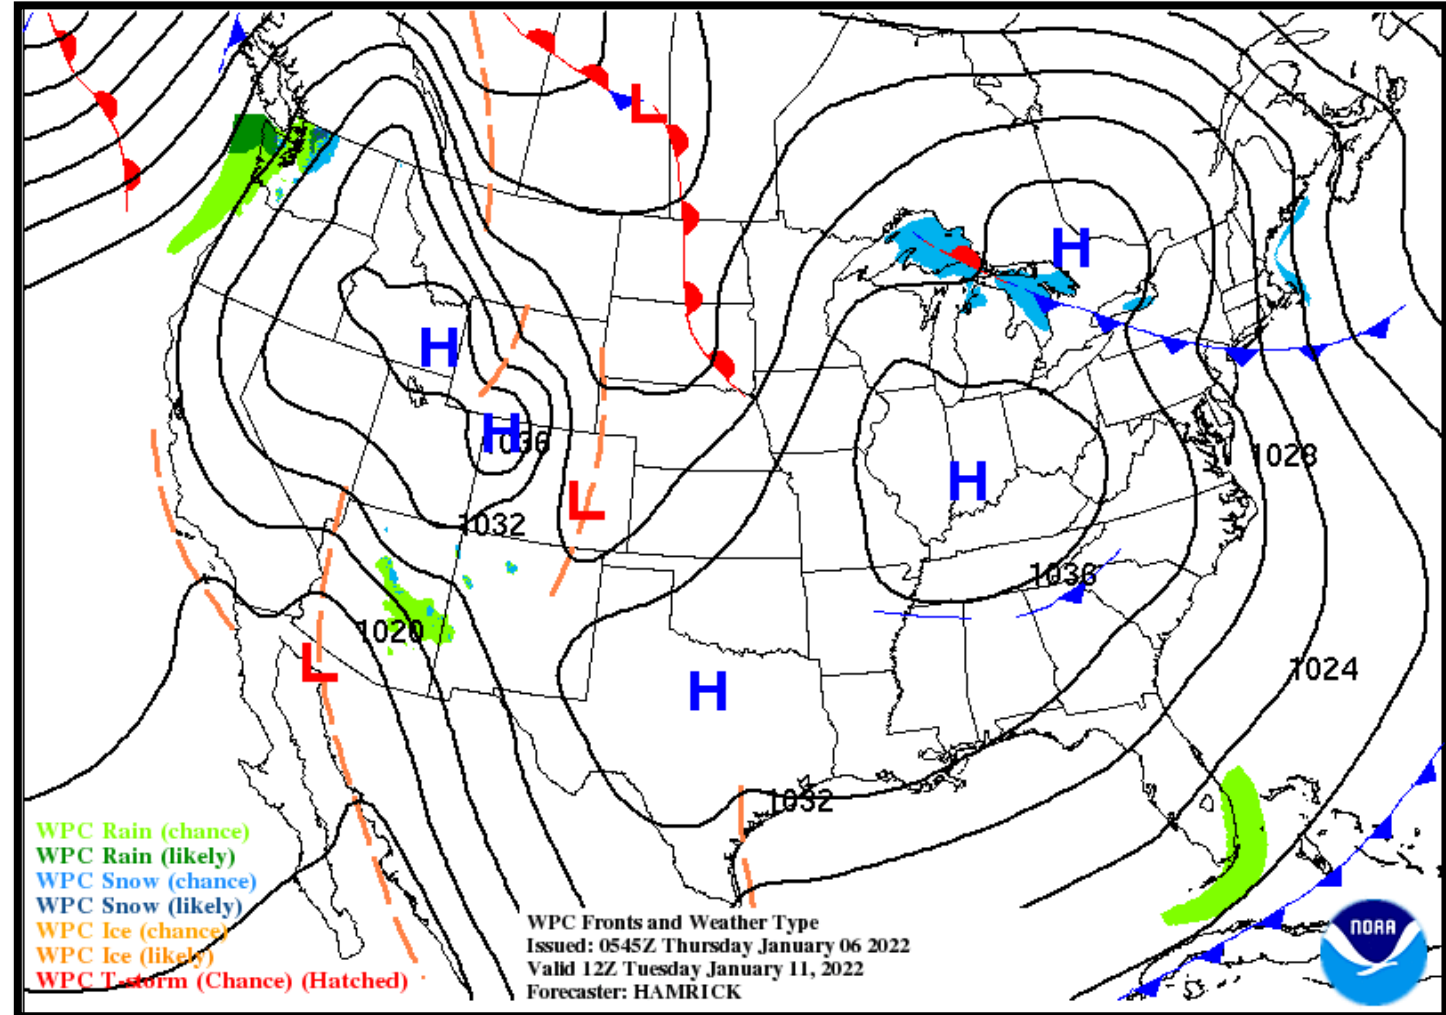 L
H
H
H
1036
H
1028
L
1032
1036
1020
L
1024
H
1032
WPC Rain (chance)
WPC Rain (likely)
WPC Snow (chance)
WPC Snow (likely)
WPC Ice (chance)
WPC Ice (likely)
WPC T-storm (Chance) (Hatched)
WPC Fronts and Weather Type
Issued: 0545Z Thursday January 06 2022
Valid 12Z Tuesday January 11, 2022
Forecaster: HAMRICK
NOAA